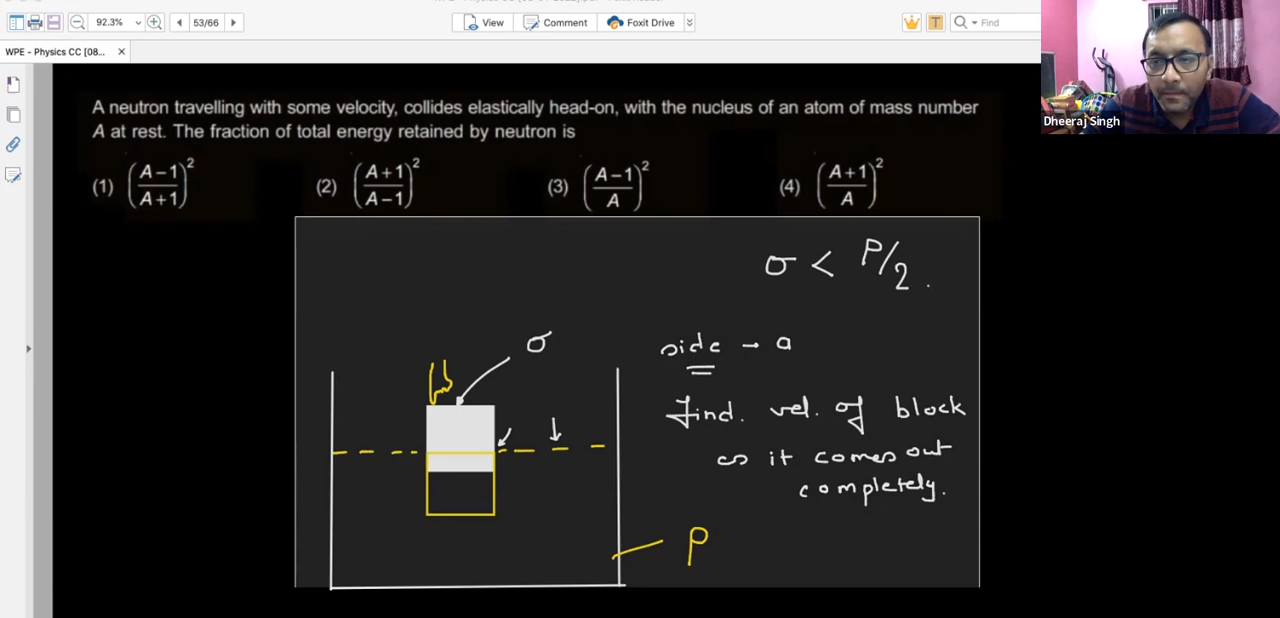 92.3%
53/66
View
Comment
Foxit Drive
Find
WPE - Physics CC [08...
Dheeraj Singh
A neutron travelling with some velocity, collides elastically head-on, with the nucleus of an atom of mass number
A at rest. The fraction of total energy retained by neutron is
(1) ((A–1)/(A+1))² (2) ((A+1)/(A–1))² (3) ((A–1)/A)² (4) ((A+1)/A)²
σ < ρ/2.
σ
side → a
find. vel. of block
as it comes out
completely.
ρ